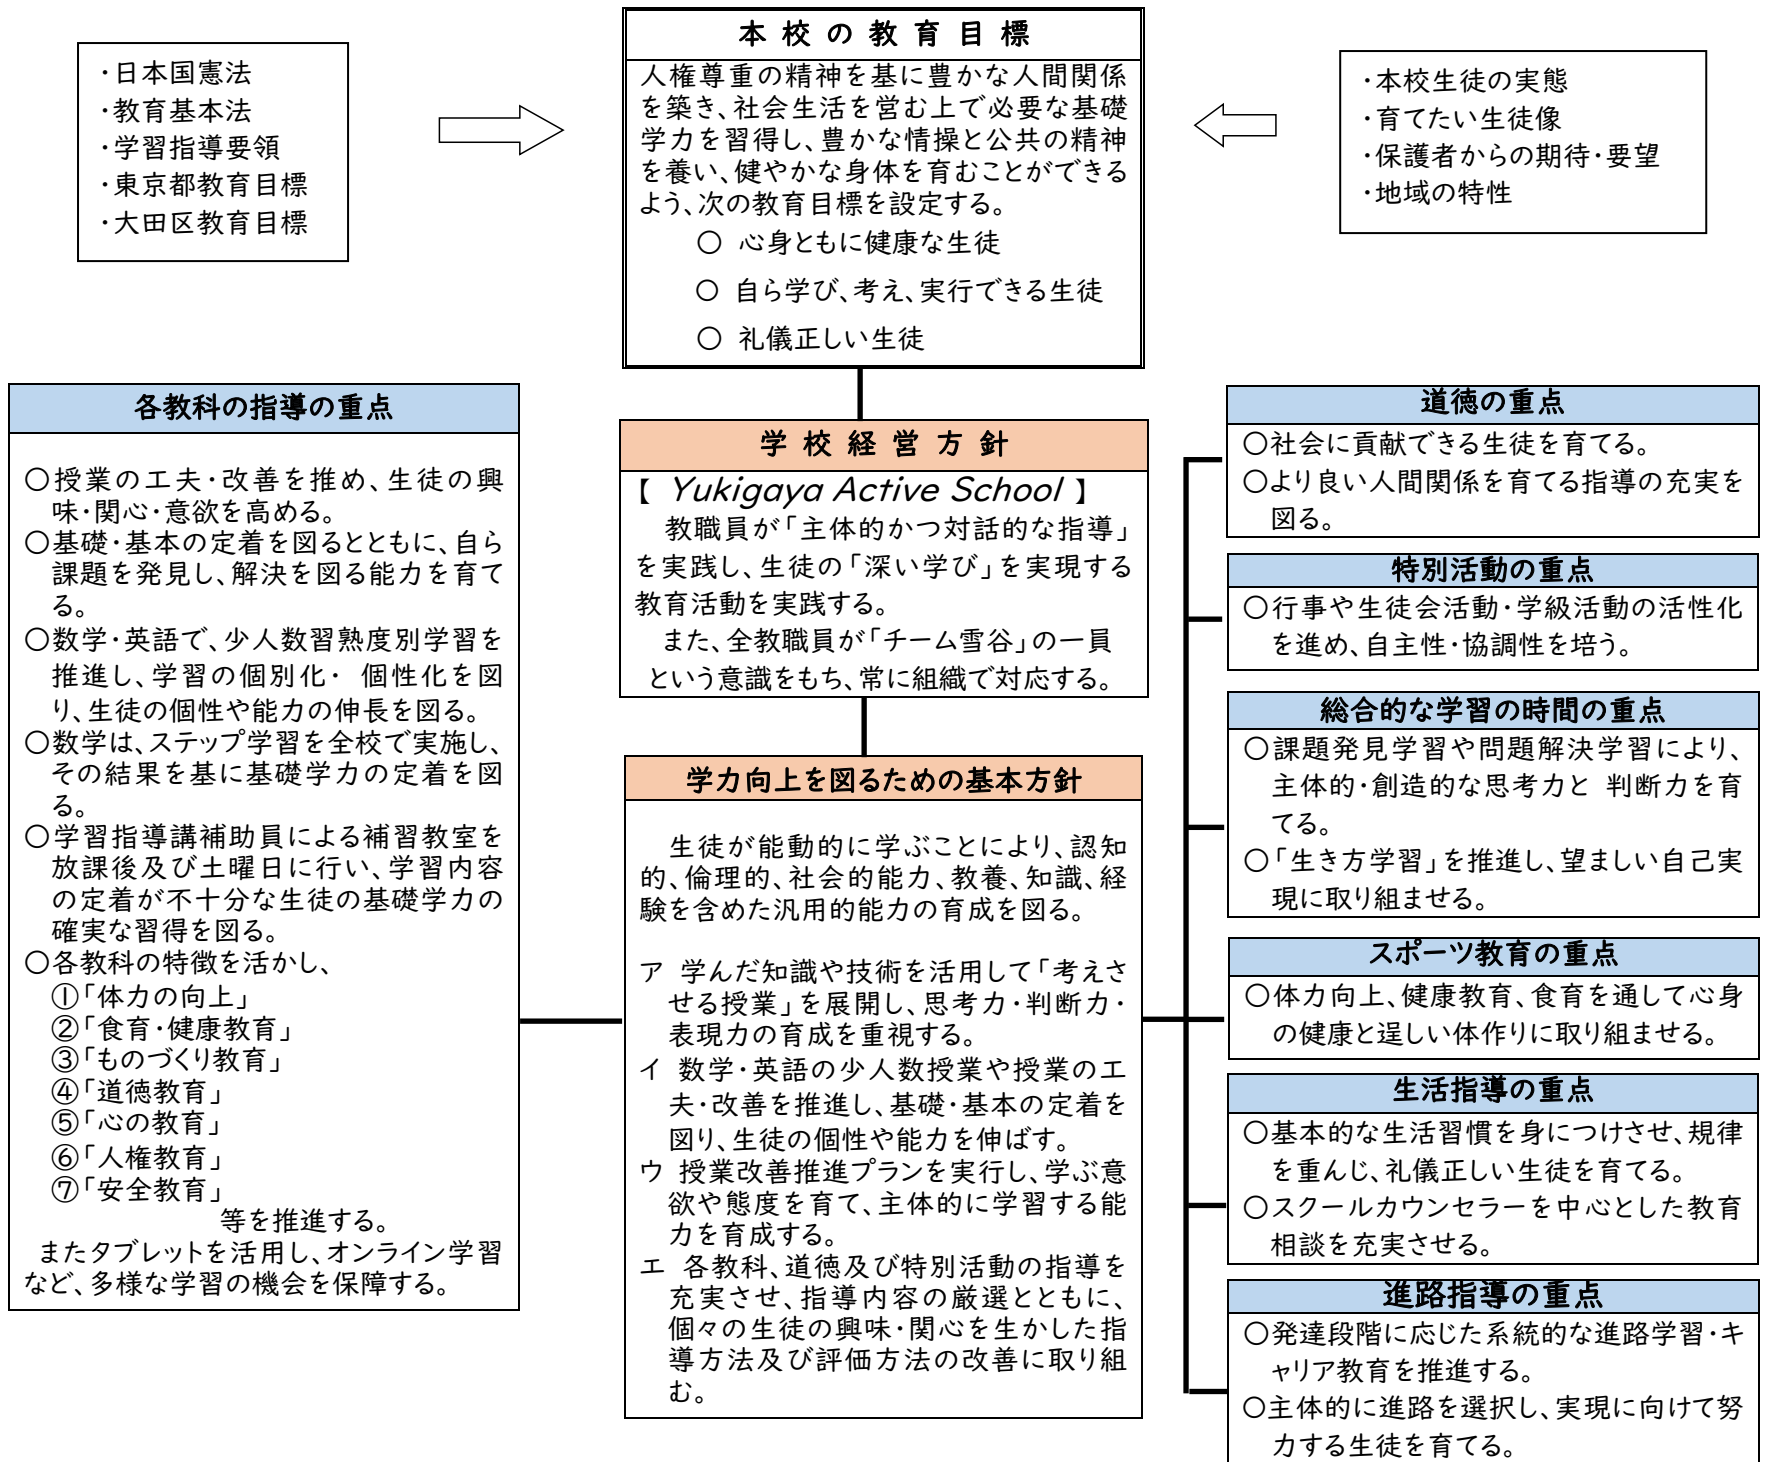 ・日本国憲法
・教育基本法
・学習指導要領
・東京都教育目標
・大田区教育目標
本校の教育目標
人権尊重の精神を基に豊かな人間関係
を築き、社会生活を営む上で必要な基礎
学力を習得し、豊かな情操と公共の精神
を養い、健やかな身体を育むことができる
よう、次の教育目標を設定する。
〇 心身ともに健康な生徒
〇 自ら学び、考え、実行できる生徒
〇 礼儀正しい生徒
・本校生徒の実態
・育てたい生徒像
・保護者からの期待・要望
・地域の特性
各教科の指導の重点
〇授業の工夫・改善を推め、生徒の興
味・関心・意欲を高める。
〇基礎・基本の定着を図るとともに、自ら
課題を発見し、解決を図る能力を育て
る。
〇数学・英語で、少人数習熟度別学習を
推進し、学習の個別化・ 個性化を図
り、生徒の個性や能力の伸長を図る。
〇数学は、ステップ学習を全校で実施し、
その結果を基に基礎学力の定着を図
る。
〇学習指導講補助員による補習教室を
放課後及び土曜日に行い、学習内容
の定着が不十分な生徒の基礎学力の
確実な習得を図る。
〇各教科の特徴を活かし、
①「体力の向上」
②「食育・健康教育」
③「ものづくり教育」
④「道徳教育」
⑤「心の教育」
⑥「人権教育」
⑦「安全教育」
等を推進する。
またタブレットを活用し、オンライン学習
など、多様な学習の機会を保障する。
学校経営方針
【 Yukigaya Active School 】
教職員が「主体的かつ対話的な指導」
を実践し、生徒の「深い学び」を実現する
教育活動を実践する。
また、全教職員が「チーム雪谷」の一員
という意識をもち、常に組織で対応する。
学力向上を図るための基本方針
生徒が能動的に学ぶことにより、認知
的、倫理的、社会的能力、教養、知識、経
験を含めた汎用的能力の育成を図る。
ア 学んだ知識や技術を活用して「考えさ
せる授業」を展開し、思考力・判断力・
表現力の育成を重視する。
イ 数学・英語の少人数授業や授業の工
夫・改善を推進し、基礎・基本の定着を
図り、生徒の個性や能力を伸ばす。
ウ 授業改善推進プランを実行し、学ぶ意
欲や態度を育て、主体的に学習する能
力を育成する。
エ 各教科、道徳及び特別活動の指導を
充実させ、指導内容の厳選とともに、
個々の生徒の興味・関心を生かした指
導方法及び評価方法の改善に取り組
む。
道徳の重点
〇社会に貢献できる生徒を育てる。
〇より良い人間関係を育てる指導の充実を
図る。
特別活動の重点
〇行事や生徒会活動・学級活動の活性化
を進め、自主性・協調性を培う。
総合的な学習の時間の重点
〇課題発見学習や問題解決学習により、
主体的・創造的な思考力と 判断力を育
てる。
〇「生き方学習」を推進し、望ましい自己実
現に取り組ませる。
スポーツ教育の重点
〇体力向上、健康教育、食育を通して心身
の健康と逞しい体作りに取り組ませる。
生活指導の重点
〇基本的な生活習慣を身につけさせ、規律
を重んじ、礼儀正しい生徒を育てる。
〇スクールカウンセラーを中心とした教育
相談を充実させる。
進路指導の重点
〇発達段階に応じた系統的な進路学習・キ
ャリア教育を推進する。
〇主体的に進路を選択し、実現に向けて努
力する生徒を育てる。